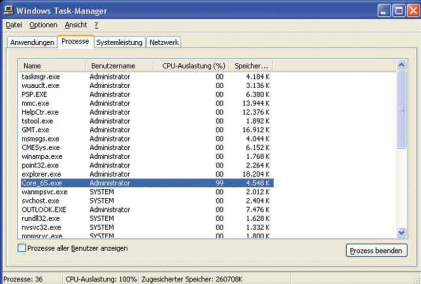 Windows Task-Manager
Datei Optionen Ansicht ?
Anwendungen Prozesse Systemleistung Netzwerk
Name Benutzername CPU-Auslastung (%) Speicher...
taskmgr.exe Administrator 00 4.184 K
wuauclt.exe Administrator 00 3.136 K
PSP.EXE Administrator 00 6.380 K
mmc.exe Administrator 00 13.944 K
HelpCtr.exe Administrator 00 12.376 K
tstool.exe Administrator 00 1.892 K
GMT.exe Administrator 00 16.912 K
msmsgs.exe Administrator 00 4.044 K
CMESys.exe Administrator 00 6.152 K
winampa.exe Administrator 00 1.768 K
point32.exe Administrator 00 2.264 K
explorer.exe Administrator 00 18.204 K
Core_65.exe Administrator 99 4.548 K
wanmpsvc.exe SYSTEM 00 2.012 K
svchost.exe SYSTEM 00 2.404 K
OUTLOOK.EXE Administrator 00 7.476 K
rundll32.exe SYSTEM 00 1.628 K
nvsvc32.exe SYSTEM 00 1.332 K
SYSTEM 00 1.800 K
Prozesse aller Benutzer anzeigen
Prozess beenden
Prozesse: 36 CPU-Auslastung: 100% Zugesicherter Speicher: 260708K